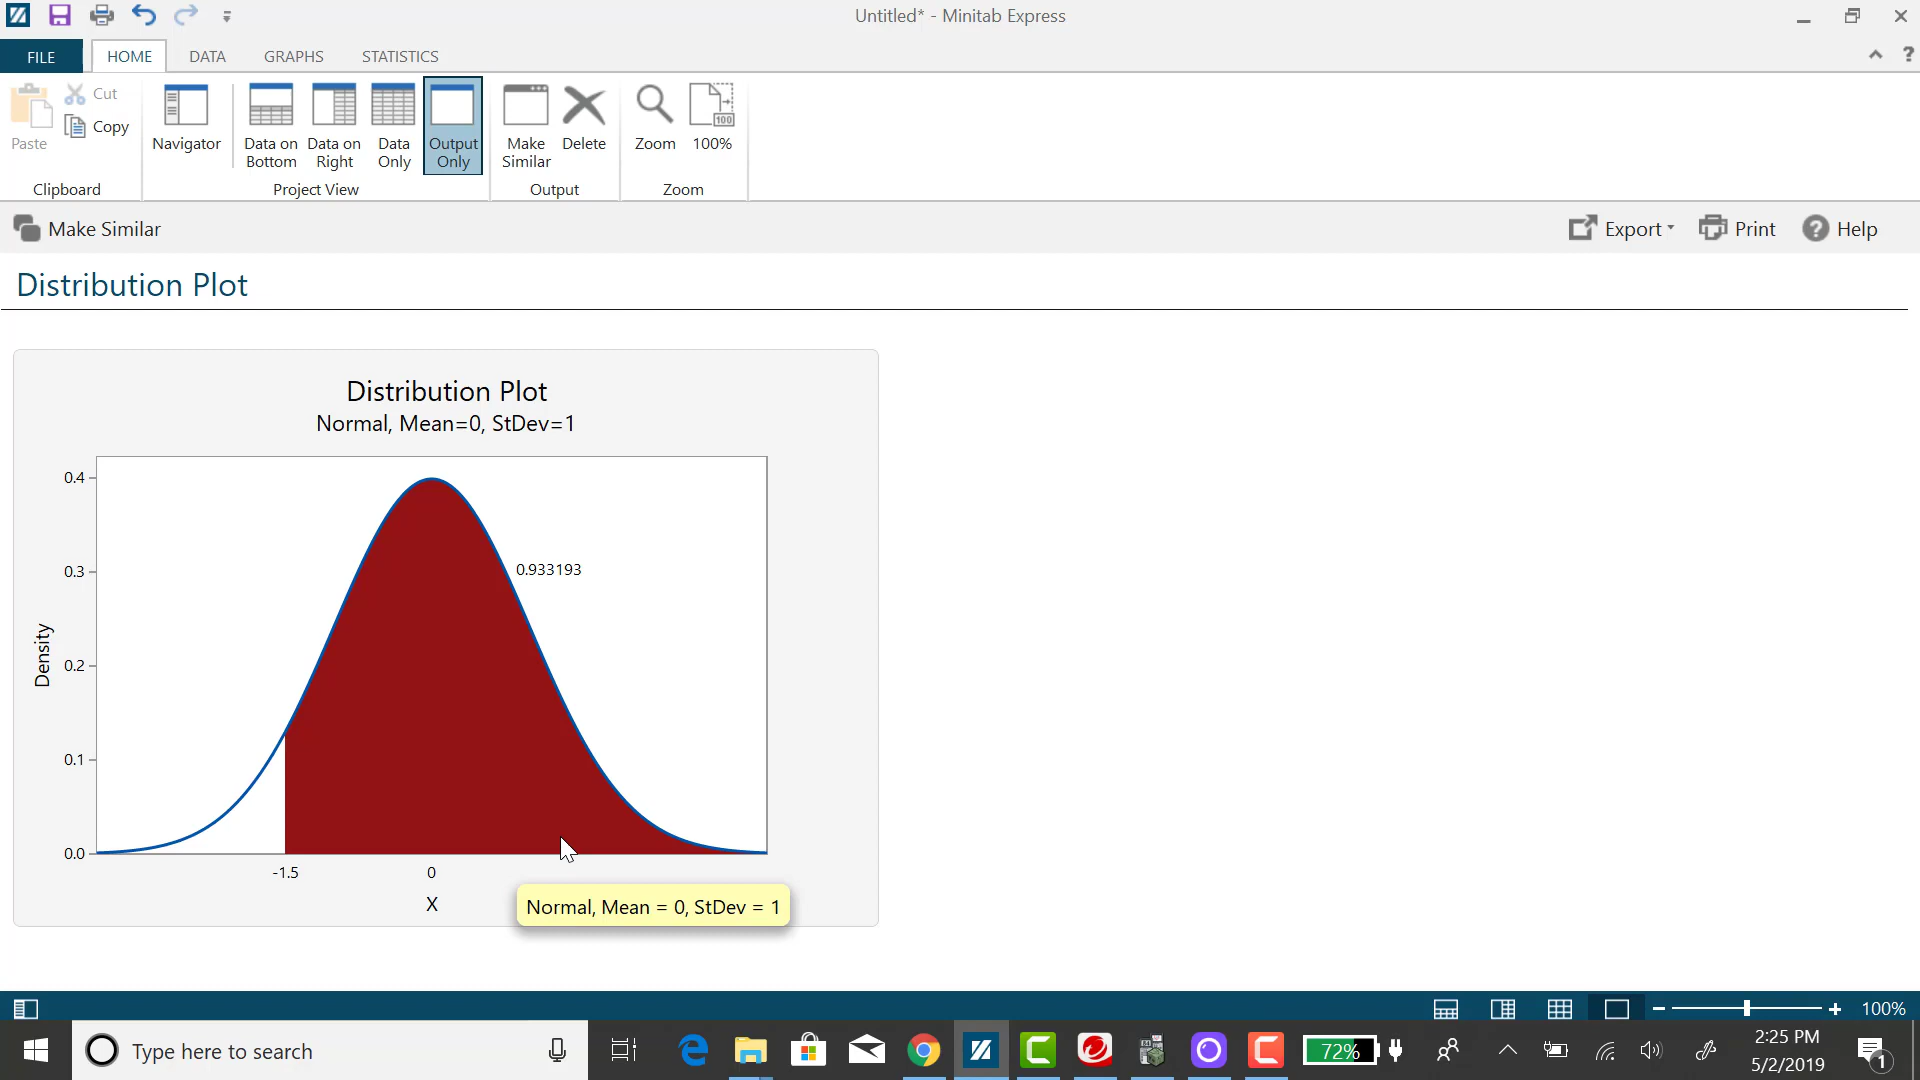 Untitled* - Minitab Express
FILE HOME DATA GRAPHS STATISTICS ?
Paste
Cut
Copy
Clipboard
Navigator
Data on Bottom
Data on Right
Data Only
Output Only
Project View
Make Similar
Delete
Output
Zoom
100
100%
Zoom
Make Similar
Export
Print
? Help
Distribution Plot
Distribution Plot
Normal, Mean=0, StDev=1
0.4
0.3
0.2
0.1
0.0
Density
0.933193
-1.5 0
X
Normal, Mean = 0, StDev = 1
100%
Type here to search
72%
2:25 PM
5/2/2019
1